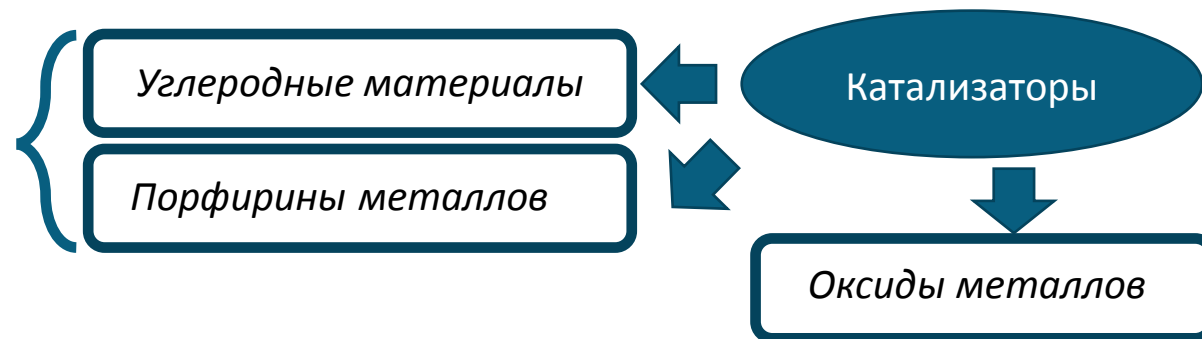 Углеродные материалы
Катализаторы
Порфирины металлов
Оксиды металлов